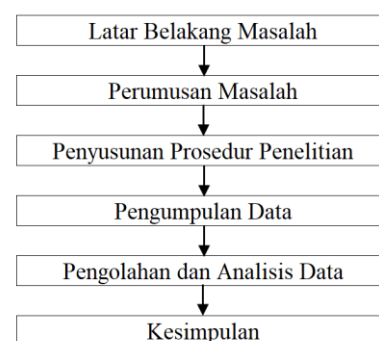 Latar Belakang Masalah
Perumusan Masalah
Penyusunan Prosedur Penelitian
Pengumpulan Data
Pengolahan dan Analisis Data
Kesimpulan